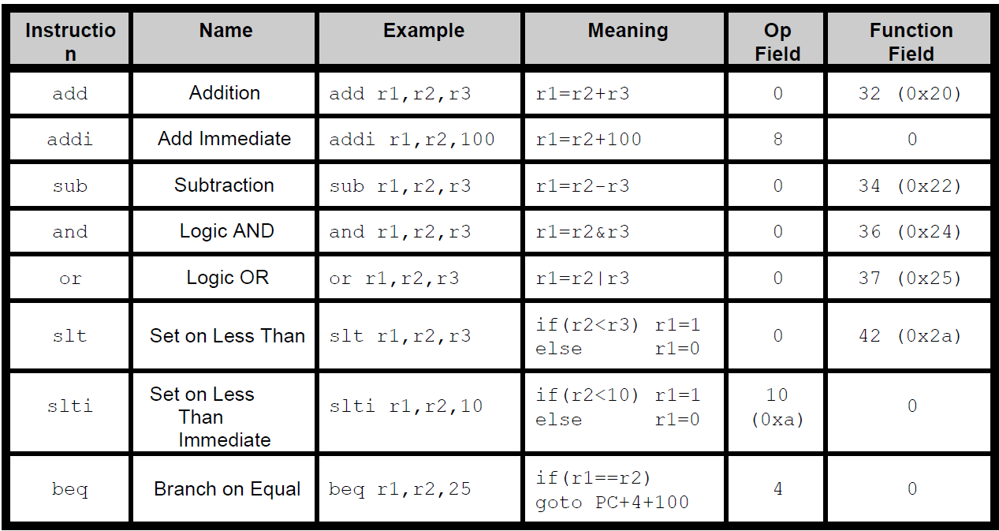 Instructio
n
Name
Example
Meaning
Op
Field
Function
Field
add
Addition
add r1,r2,r3
r1=r2+r3
0
32 (0x20)
addi
Add Immediate
addi r1,r2,100
r1=r2+100
8
0
sub
Subtraction
sub r1,r2,r3
r1=r2-r3
0
34 (0x22)
and
Logic AND
and r1,r2,r3
r1=r2&r3
0
36 (0x24)
or
Logic OR
or r1,r2,r3
r1=r2|r3
0
37 (0x25)
slt
Set on Less Than
slt r1,r2,r3
if(r2<r3) r1=1
else r1=0
0
42 (0x2a)
slti
Set on Less
Than
Immediate
slti r1,r2,10
if(r2<10) r1=1
else r1=0
10
(0xa)
0
beq
Branch on Equal
beq r1,r2,25
if(r1==r2)
goto PC+4+100
4
0